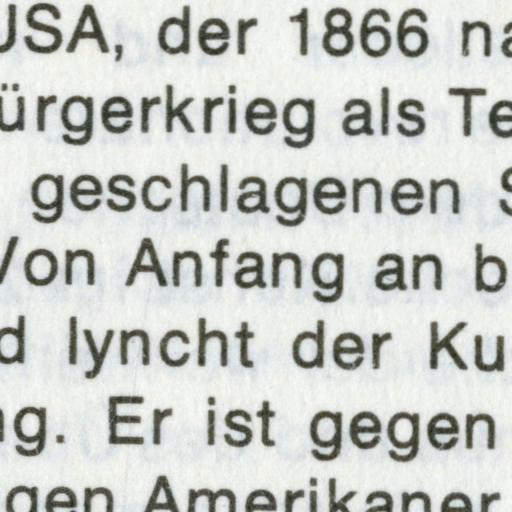 USA, der 1866 na
ürgerkrieg als Te
geschlagenen S
Von Anfang an b
d lyncht der Ku
ng. Er ist gegen
gen Amerikaner